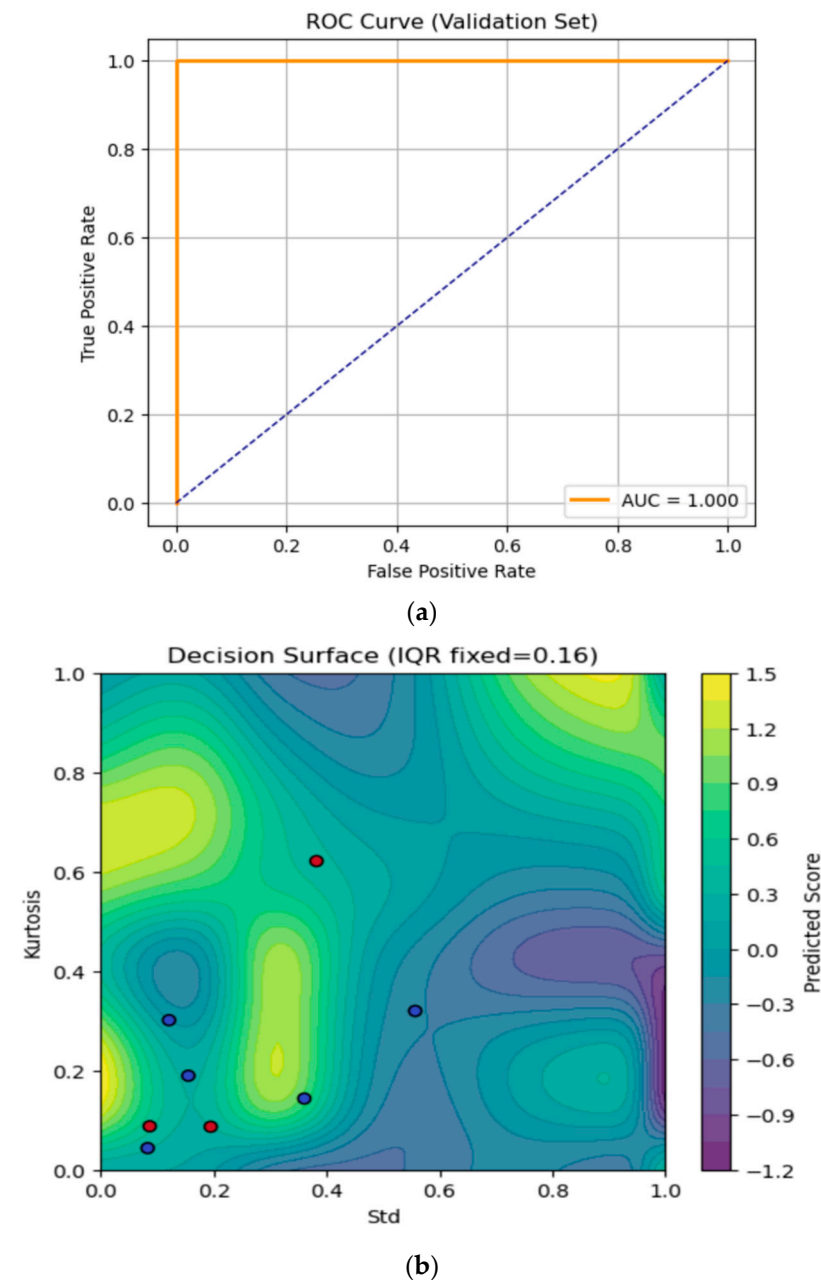 ROC Curve (Validation Set)
1.0
0.8
0.6
0.4
0.2
0.0
True Positive Rate
AUC = 1.000
0.0 0.2 0.4 0.6 0.8 1.0
False Positive Rate
(a)
Decision Surface (IQR fixed=0.16)
1.0
0.8
0.6
0.4
0.2
0.0
Kurtosis
0.0 0.2 0.4 0.6 0.8 1.0
Std
1.5
1.2
0.9
0.6
0.3
0.0
−0.3
−0.6
−0.9
−1.2
Predicted Score
(b)